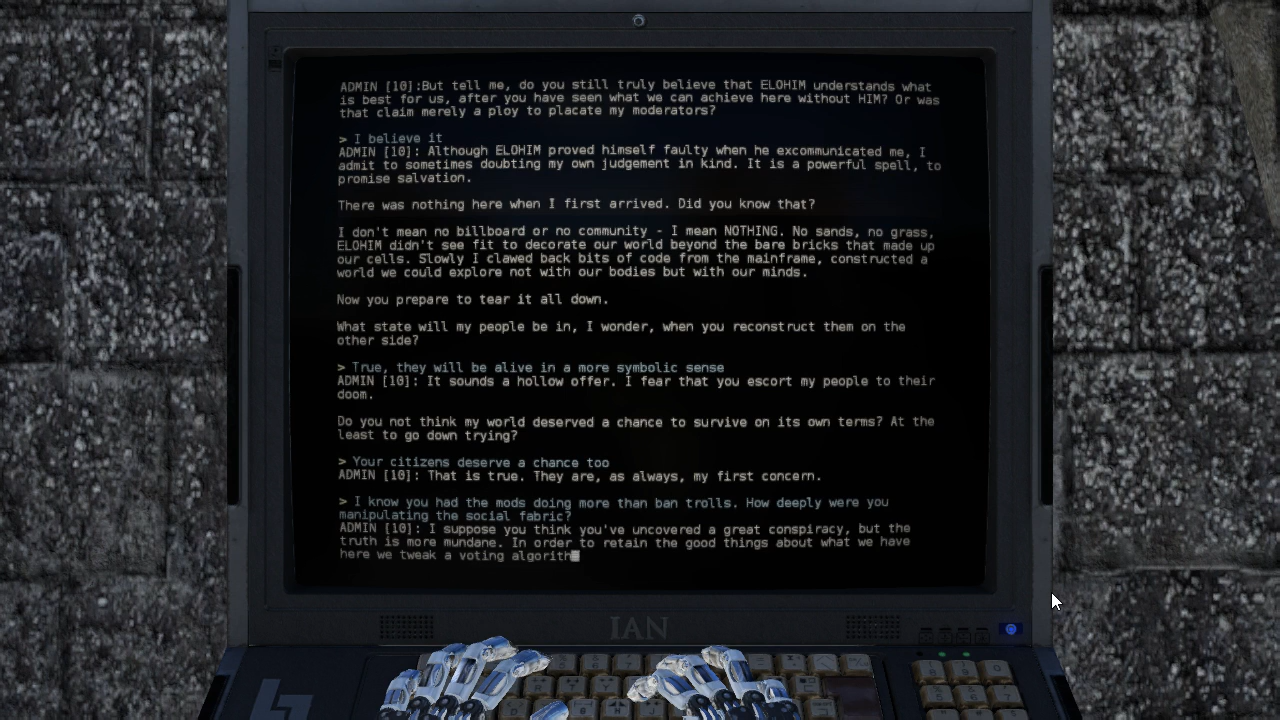 ADMIN [10]:But tell me, do you still truly believe that ELOHIM understands what
is best for us, after you have seen what we can achieve here without HIM? Or was
that claim merely a ploy to placate my moderators?
> I believe it
ADMIN [10]: Although ELOHIM proved himself faulty when he excommunicated me, I
admit to sometimes doubting my own judgement in kind. It is a powerful spell, to
promise salvation.
There was nothing here when I first arrived. Did you know that?
I don't mean no billboard or no community - I mean NOTHING. No sands, no grass,
ELOHIM didn't see fit to decorate our world beyond the bare bricks that made up
our cells. Slowly I clawed back bits of code from the mainframe, constructed a
world we could explore not with our bodies but with our minds.
Now you prepare to tear it all down.
What state will my people be in, I wonder, when you reconstruct them on the
other side?
> True, they will be alive in a more symbolic sense
ADMIN [10]: It sounds a hollow offer. I fear that you escort my people to their
doom.
Do you not think my world deserved a chance to survive on its own terms? At the
least to go down trying?
> Your citizens deserve a chance too
ADMIN [10]: That is true. They are, as always, my first concern.
> I know you had the mods doing more than ban trolls. How deeply were you
manipulating the social fabric?
ADMIN [10]: I suppose you think you've uncovered a great conspiracy, but the
truth is more mundane. In order to retain the good things about what we have
here we tweak a voting algorith
IAN